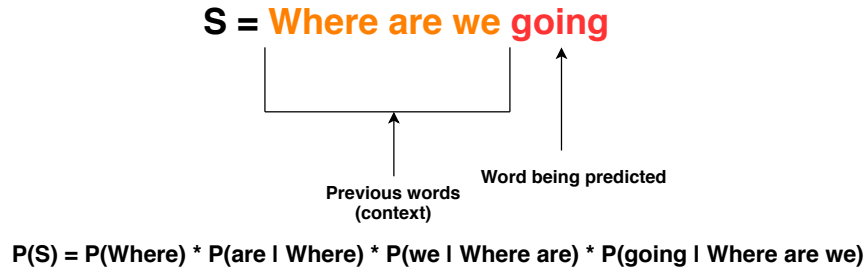 S = Where are we going
Previous words
(context)
Word being predicted
P(S) = P(Where) * P(are | Where) * P(we | Where are) * P(going | Where are we)